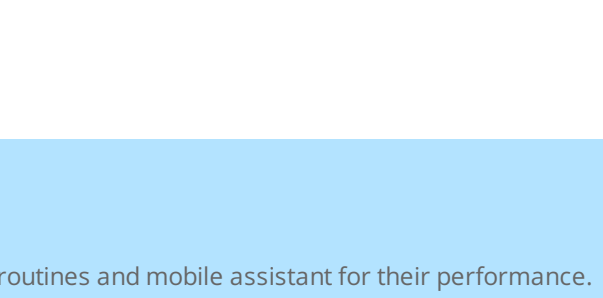 routines and mobile assistant for their performance.